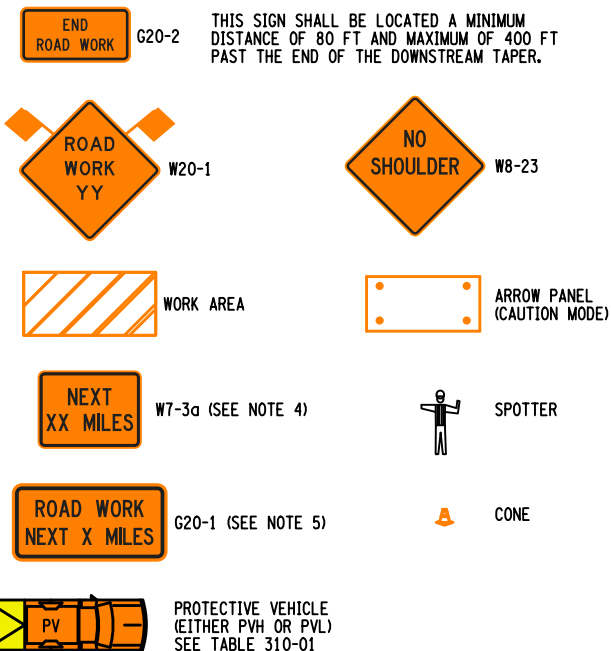 END
ROAD WORK
G20-2
THIS SIGN SHALL BE LOCATED A MINIMUM
DISTANCE OF 80 FT AND MAXIMUM OF 400 FT
PAST THE END OF THE DOWNSTREAM TAPER.
ROAD
WORK
YY
W20-1
NO
SHOULDER
W8-23
WORK AREA
ARROW PANEL
(CAUTION MODE)
NEXT
XX MILES
W7-3a (SEE NOTE 4)
SPOTTER
ROAD WORK
NEXT X MILES
G20-1 (SEE NOTE 5)
CONE
PV
PROTECTIVE VEHICLE
(EITHER PVH OR PVL)
SEE TABLE 310-01